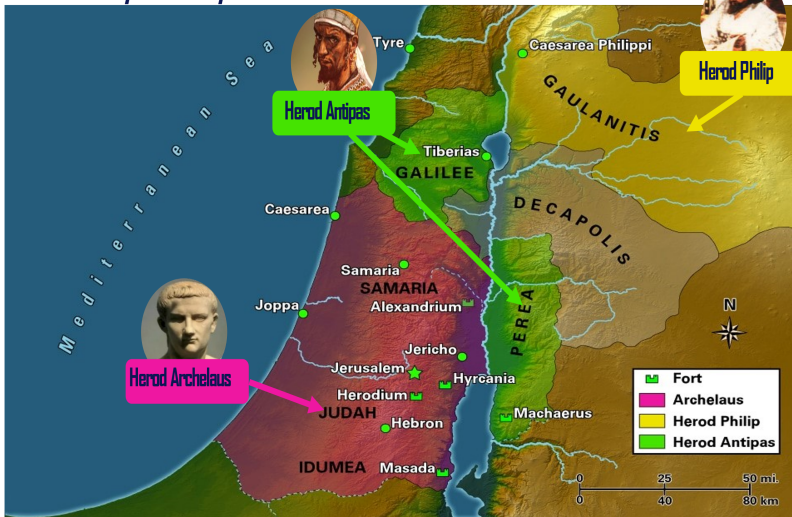 Mediterranean Sea
Tyre
Caesarea Philippi
Herod Philip
Herod Antipas
GAULANITIS
Tiberias
GALILEE
DECAPOLIS
Caesarea
Samaria
SAMARIA
Alexandrium
PEREA
Joppa
N
Jericho
Jerusalem
Hyrcania
Herod Archelaus
Herodium
JUDAH
Machaerus
Hebron
IDUMEA
Masada
Fort
Archelaus
Herod Philip
Herod Antipas
0 25 50 mi.
0 40 80 km